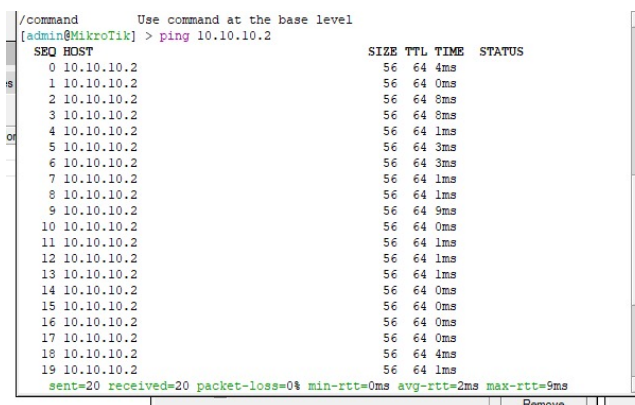 /command Use command at the base level
[admin@MikroTik] > ping 10.10.10.2
SEQ HOST SIZE TTL TIME STATUS
0 10.10.10.2 56 64 4ms
1 10.10.10.2 56 64 0ms
2 10.10.10.2 56 64 8ms
3 10.10.10.2 56 64 8ms
4 10.10.10.2 56 64 1ms
5 10.10.10.2 56 64 3ms
6 10.10.10.2 56 64 3ms
7 10.10.10.2 56 64 1ms
8 10.10.10.2 56 64 1ms
9 10.10.10.2 56 64 9ms
10 10.10.10.2 56 64 0ms
11 10.10.10.2 56 64 1ms
12 10.10.10.2 56 64 1ms
13 10.10.10.2 56 64 1ms
14 10.10.10.2 56 64 0ms
15 10.10.10.2 56 64 0ms
16 10.10.10.2 56 64 0ms
17 10.10.10.2 56 64 0ms
18 10.10.10.2 56 64 4ms
19 10.10.10.2 56 64 1ms
sent=20 received=20 packet-loss=0% min-rtt=0ms avg-rtt=2ms max-rtt=9ms